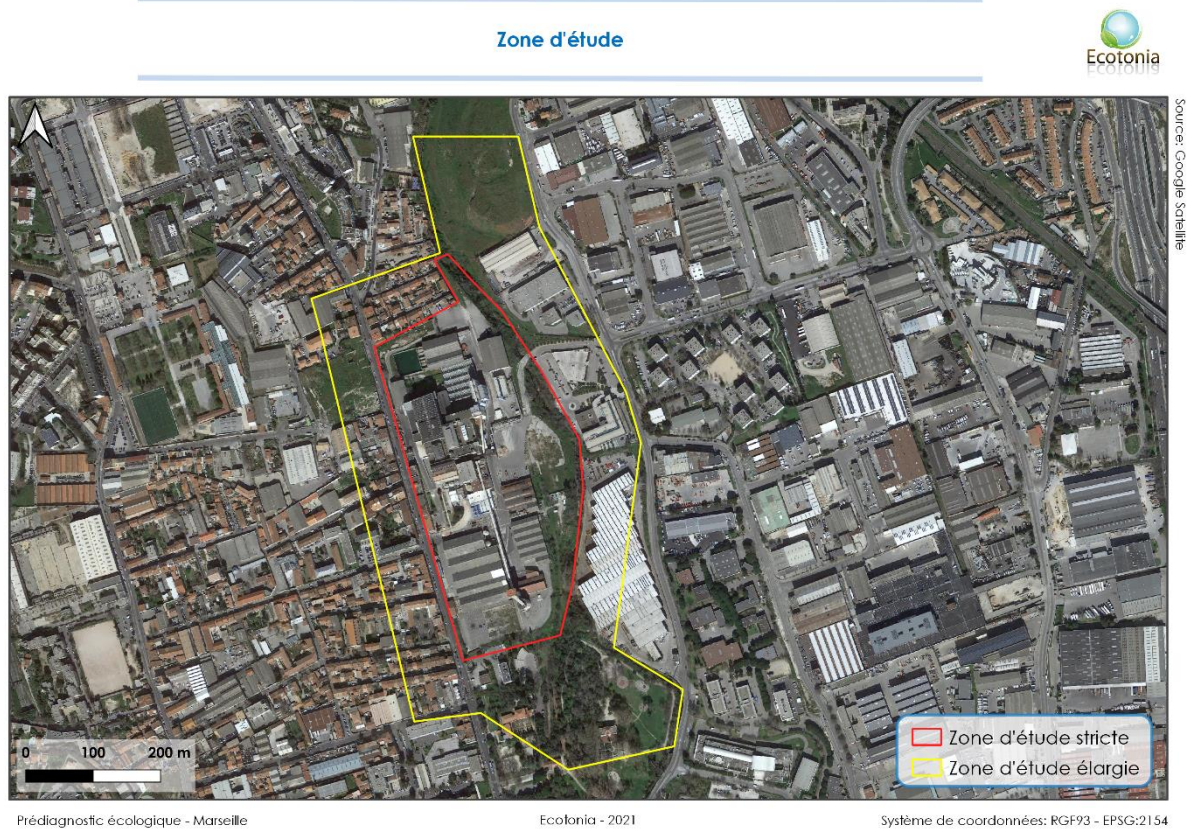 Zone d'étude
Ecotonia
Source: Google Satellite
0 100 200 m
Zone d'étude stricte
Zone d'étude élargie
Prédiagnostic écologique - Marseille
Ecotonia - 2021
Système de coordonnées: RGF93 - EPSG:2154